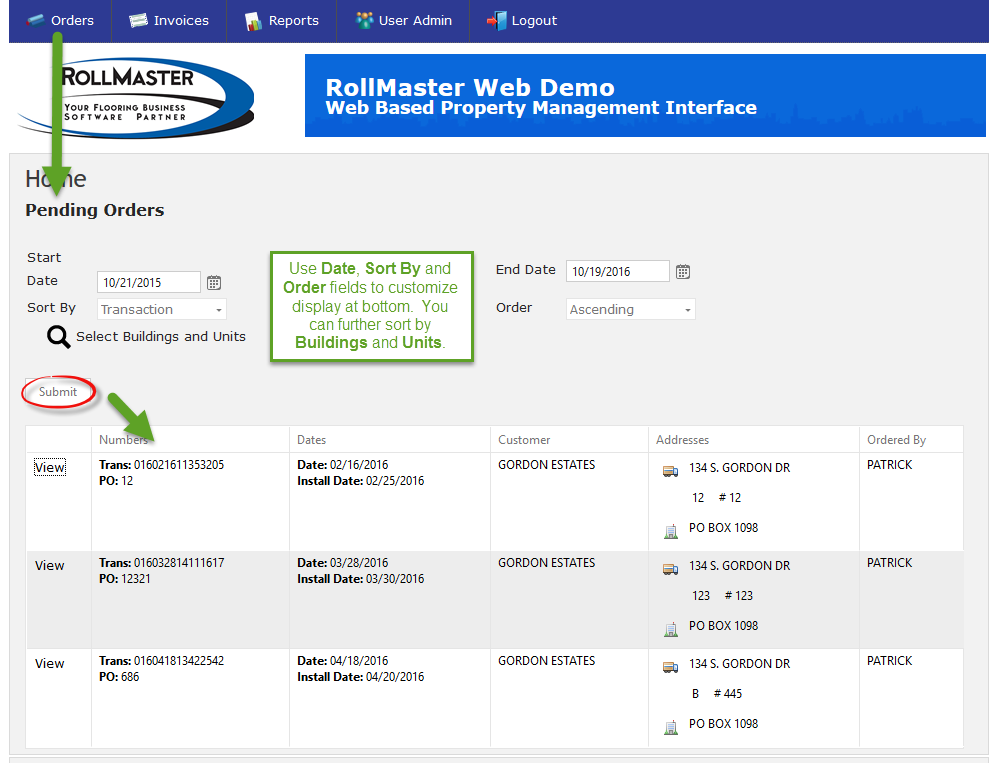 Orders Invoices Reports User Admin Logout
ROLLMASTER
YOUR FLOORING BUSINESS
SOFTWARE PARTNER
RollMaster Web Demo
Web Based Property Management Interface
Home
Pending Orders
Start
Date 10/21/2015
End Date 10/19/2016
Sort By Transaction
Order Ascending
Select Buildings and Units
Use Date, Sort By and
Order fields to customize
display at bottom. You
can further sort by
Buildings and Units.
Submit
Numbers Dates Customer Addresses Ordered By
View Trans: 016021611353205 Date: 02/16/2016 GORDON ESTATES 134 S. GORDON DR PATRICK
PO: 12 Install Date: 02/25/2016
12 # 12
PO BOX 1098
View Trans: 016032814111617 Date: 03/28/2016 GORDON ESTATES 134 S. GORDON DR PATRICK
PO: 12321 Install Date: 03/30/2016
123 # 123
PO BOX 1098
View Trans: 016041813422542 Date: 04/18/2016 GORDON ESTATES 134 S. GORDON DR PATRICK
PO: 686 Install Date: 04/20/2016
B # 445
PO BOX 1098